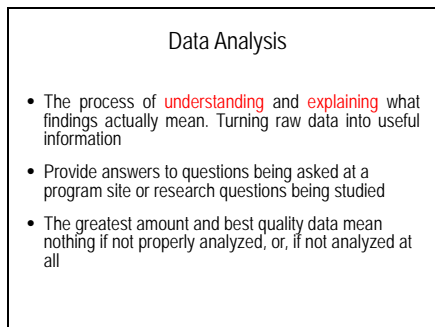 Data Analysis
• The process of understanding and explaining what
findings actually mean. Turning raw data into useful
information
• Provide answers to questions being asked at a
program site or research questions being studied
• The greatest amount and best quality data mean
nothing if not properly analyzed, or, if not analyzed at
all